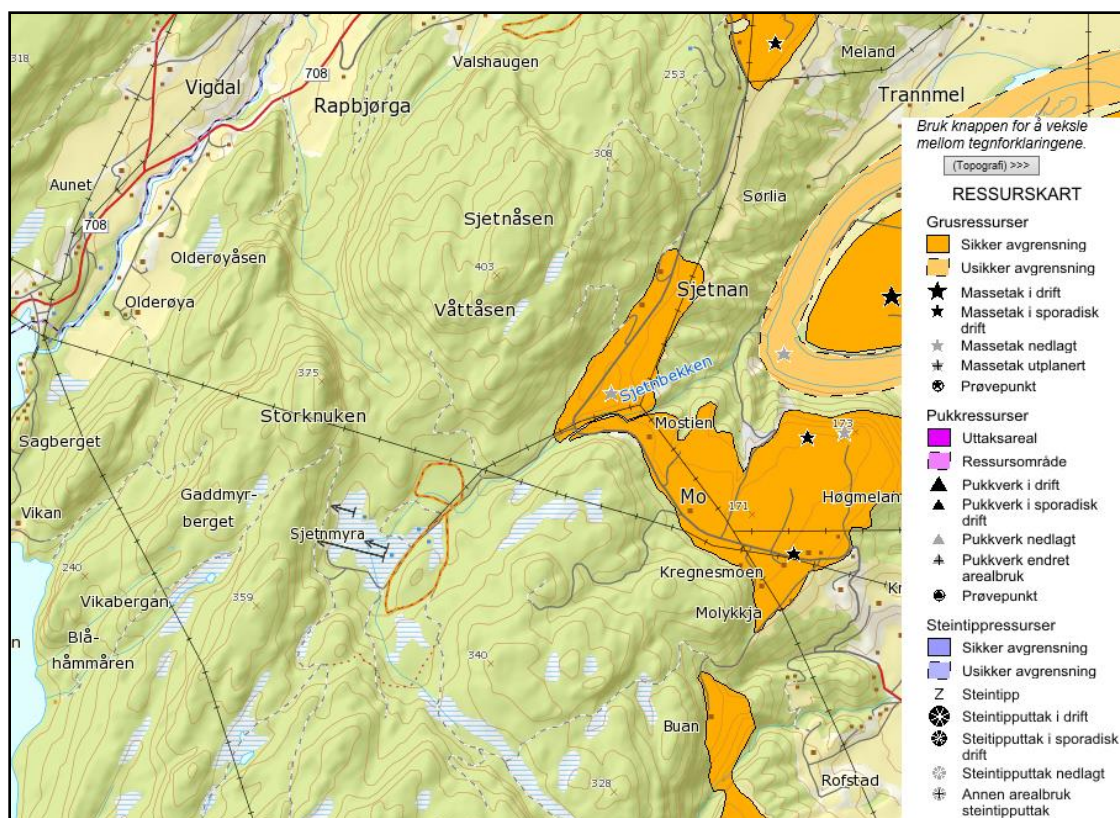 318
Vigdal
708
Valshaugen
Rapbjørga
253
Meland
Trannmel
Aunet
708
308
Sørlia
Sjetnåsen
Olderøyåsen
403
Sjetnan
Olderøya
Våttåsen
375
Sjetnbekken
Storknuken
Mostien
173
Sagberget
Gaddmyr-
berget
Mo
171
Høgmelam
Vikan
Sjetnmyra
240
Kregnesmoen
Kr
Vikabergan
359
Molykkja
n
Blå-
håmmåren
340
Buan
328
Rofstad
Bruk knappen for å veksle
mellom tegnforklaringene.
(Topografi) >>>
RESSURSKART
Grusressurser
Sikker avgrensning
Usikker avgrensning
Massetak i drift
Massetak i sporadisk
drift
Massetak nedlagt
Massetak utplanert
Prøvepunkt
Pukkressurser
Uttaksareal
Ressursområde
Pukkverk i drift
Pukkverk i sporadisk
drift
Pukkverk nedlagt
Pukkverk endret
arealbruk
Prøvepunkt
Steintippressurser
Sikker avgrensning
Usikker avgrensning
Z Steintipp
Steintipputtak i drift
Steitipputtak i sporadisk
drift
Steintipputtak nedlagt
Annen arealbruk
steintipputtak